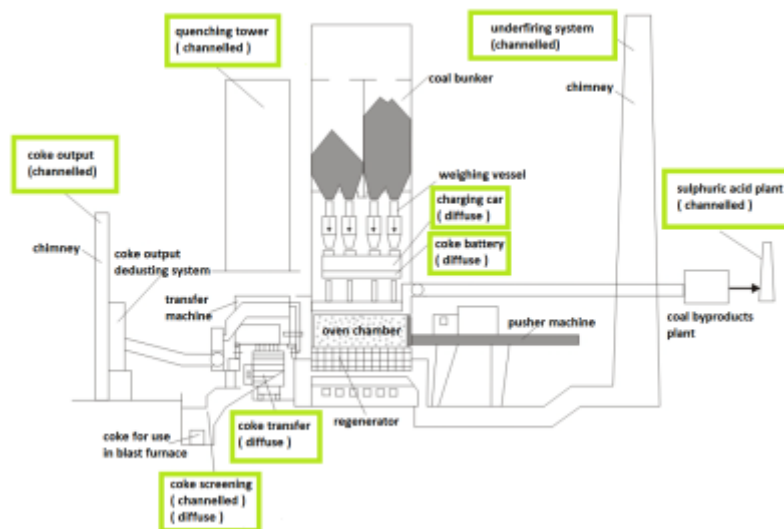 quenching tower
( channelled )
underfiring system
(channelled)
coal bunker
chimney
coke output
(channelled)
weighing vessel
sulphuric acid plant
( channelled )
charging car
( diffuse )
chimney
coke output
dedusting system
coke battery
( diffuse )
transfer
machine
oven chamber
pusher machine
coal byproducts
plant
coke transfer
( diffuse )
regenerator
coke for use
in blast furnace
coke screening
( channelled )
( diffuse )